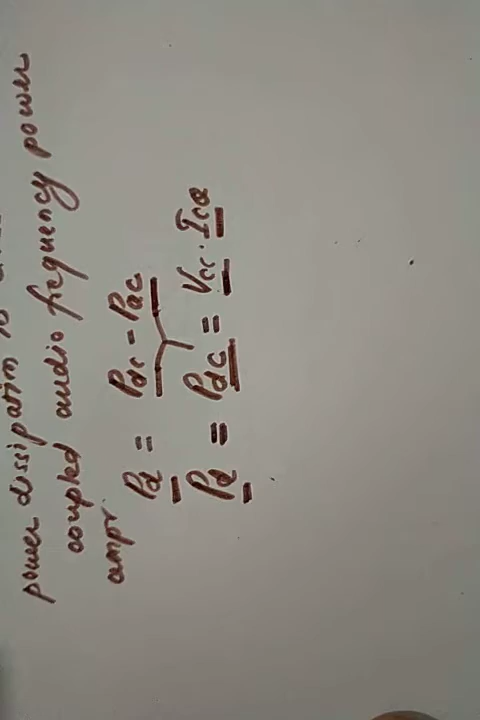 power dissipation
coupled audio frequency power
ampr.
Pd = Pdc - Pac
Pd = Pdc = Vcc . IcQ